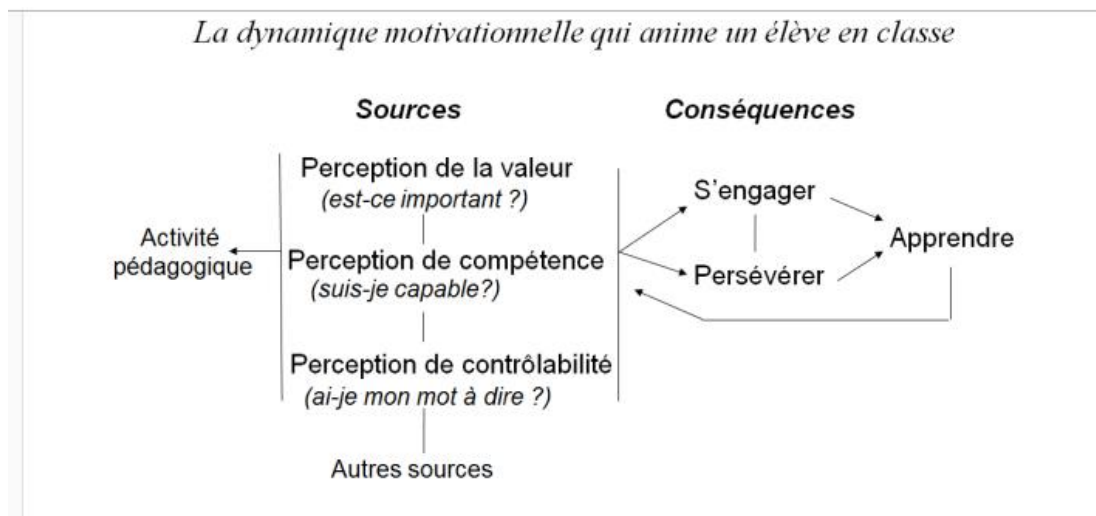 La dynamique motivationnelle qui anime un élève en classe
Sources
Conséquences
Perception de la valeur
(est-ce important ?)
Activité
pédagogique
Perception de compétence
(suis-je capable?)
Perception de contrôlabilité
(ai-je mon mot à dire ?)
Autres sources
S'engager
Persévérer
Apprendre